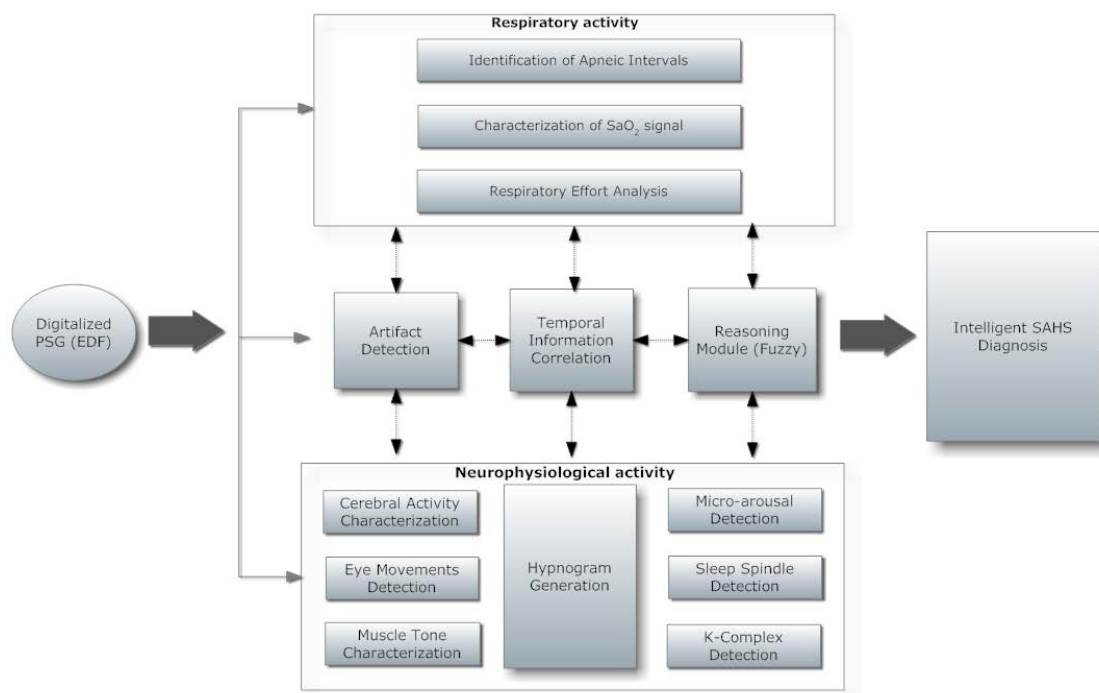 Respiratory activity
Identification of Apneic Intervals
Characterization of SaO₂ signal
Respiratory Effort Analysis
Digitalized
PSG (EDF)
Artifact
Detection
Temporal
Information
Correlation
Reasoning
Module (Fuzzy)
Intelligent SAHS
Diagnosis
Neurophysiological activity
Cerebral Activity
Characterization
Eye Movements
Detection
Muscle Tone
Characterization
Hypnogram
Generation
Micro-arousal
Detection
Sleep Spindle
Detection
K-Complex
Detection